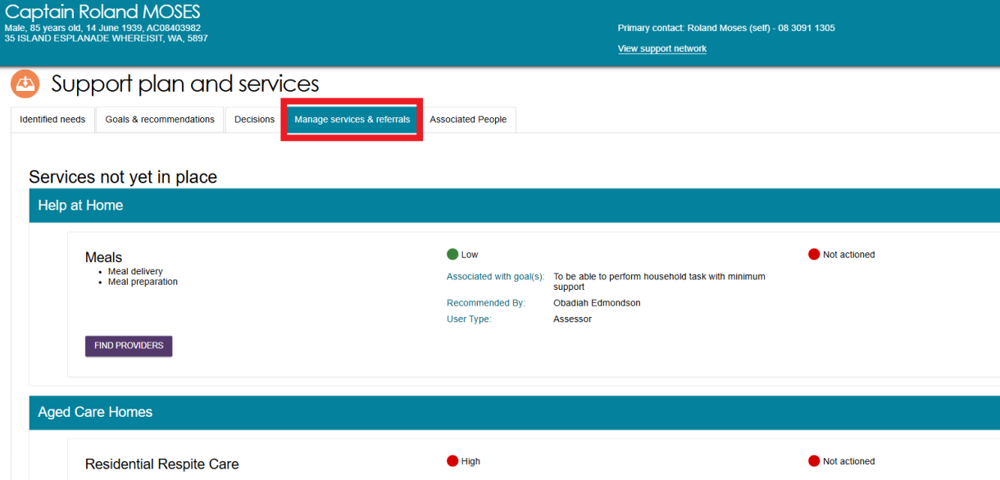 Captain Roland MOSES
Male, 85 years old, 14 June 1939, AC08403982
35 ISLAND ESPLANADE WHEREISIT, WA, 5897
Primary contact: Roland Moses (self) - 08 3091 1305
View support network
Support plan and services
Identified needs
Goals & recommendations
Decisions
Manage services & referrals
Associated People
Services not yet in place
Help at Home
Meals
• Meal delivery
• Meal preparation
Low
Not actioned
Associated with goal(s): To be able to perform household task with minimum
support
Recommended By: Obadiah Edmondson
User Type: Assessor
FIND PROVIDERS
Aged Care Homes
Residential Respite Care
High
Not actioned